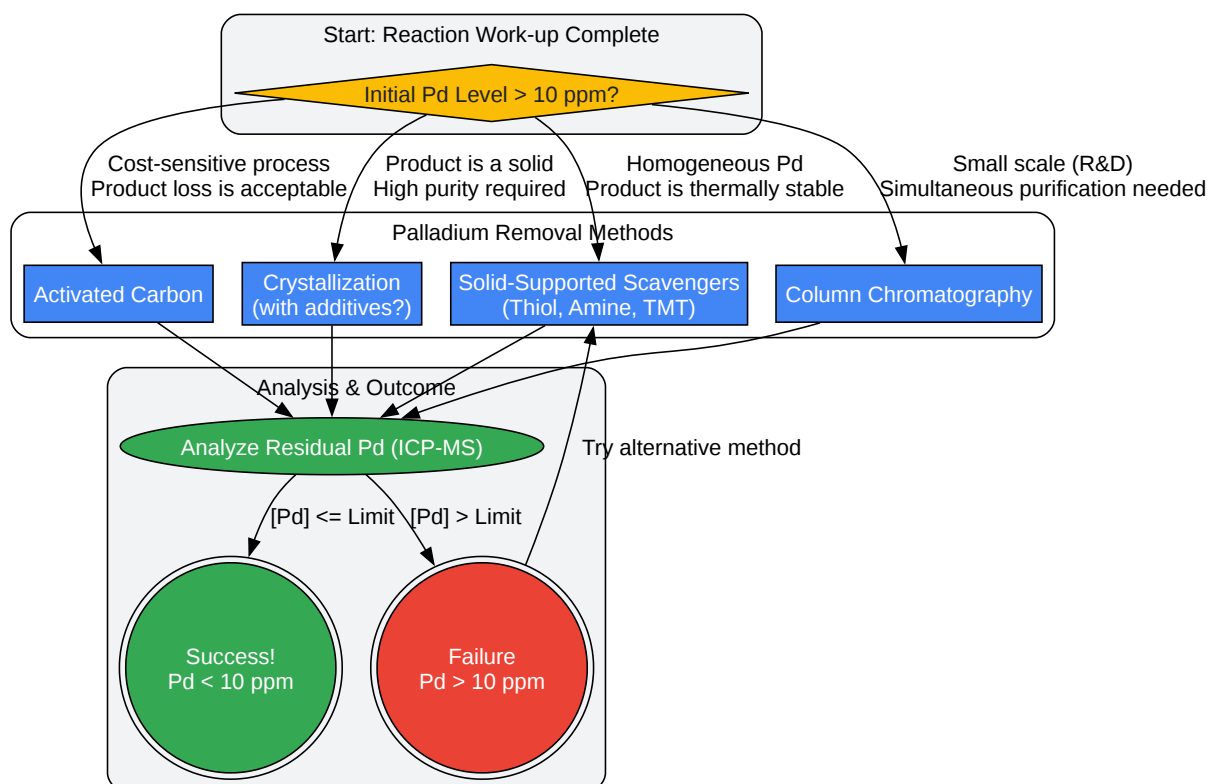 Start: Reaction Work-up Complete
Initial Pd Level > 10 ppm?
Cost-sensitive process
Product loss is acceptable
Product is a solid
High purity required
Homogeneous Pd
Product is thermally stable
Small scale (R&D)
Simultaneous purification needed
Palladium Removal Methods
Activated Carbon
Crystallization
(with additives?)
Solid-Supported Scavengers
(Thiol, Amine, TMT)
Column Chromatography
Analysis & Outcome
Analyze Residual Pd (ICP-MS)
Try alternative method
[Pd] <= Limit
[Pd] > Limit
Success!
Pd < 10 ppm
Failure
Pd > 10 ppm